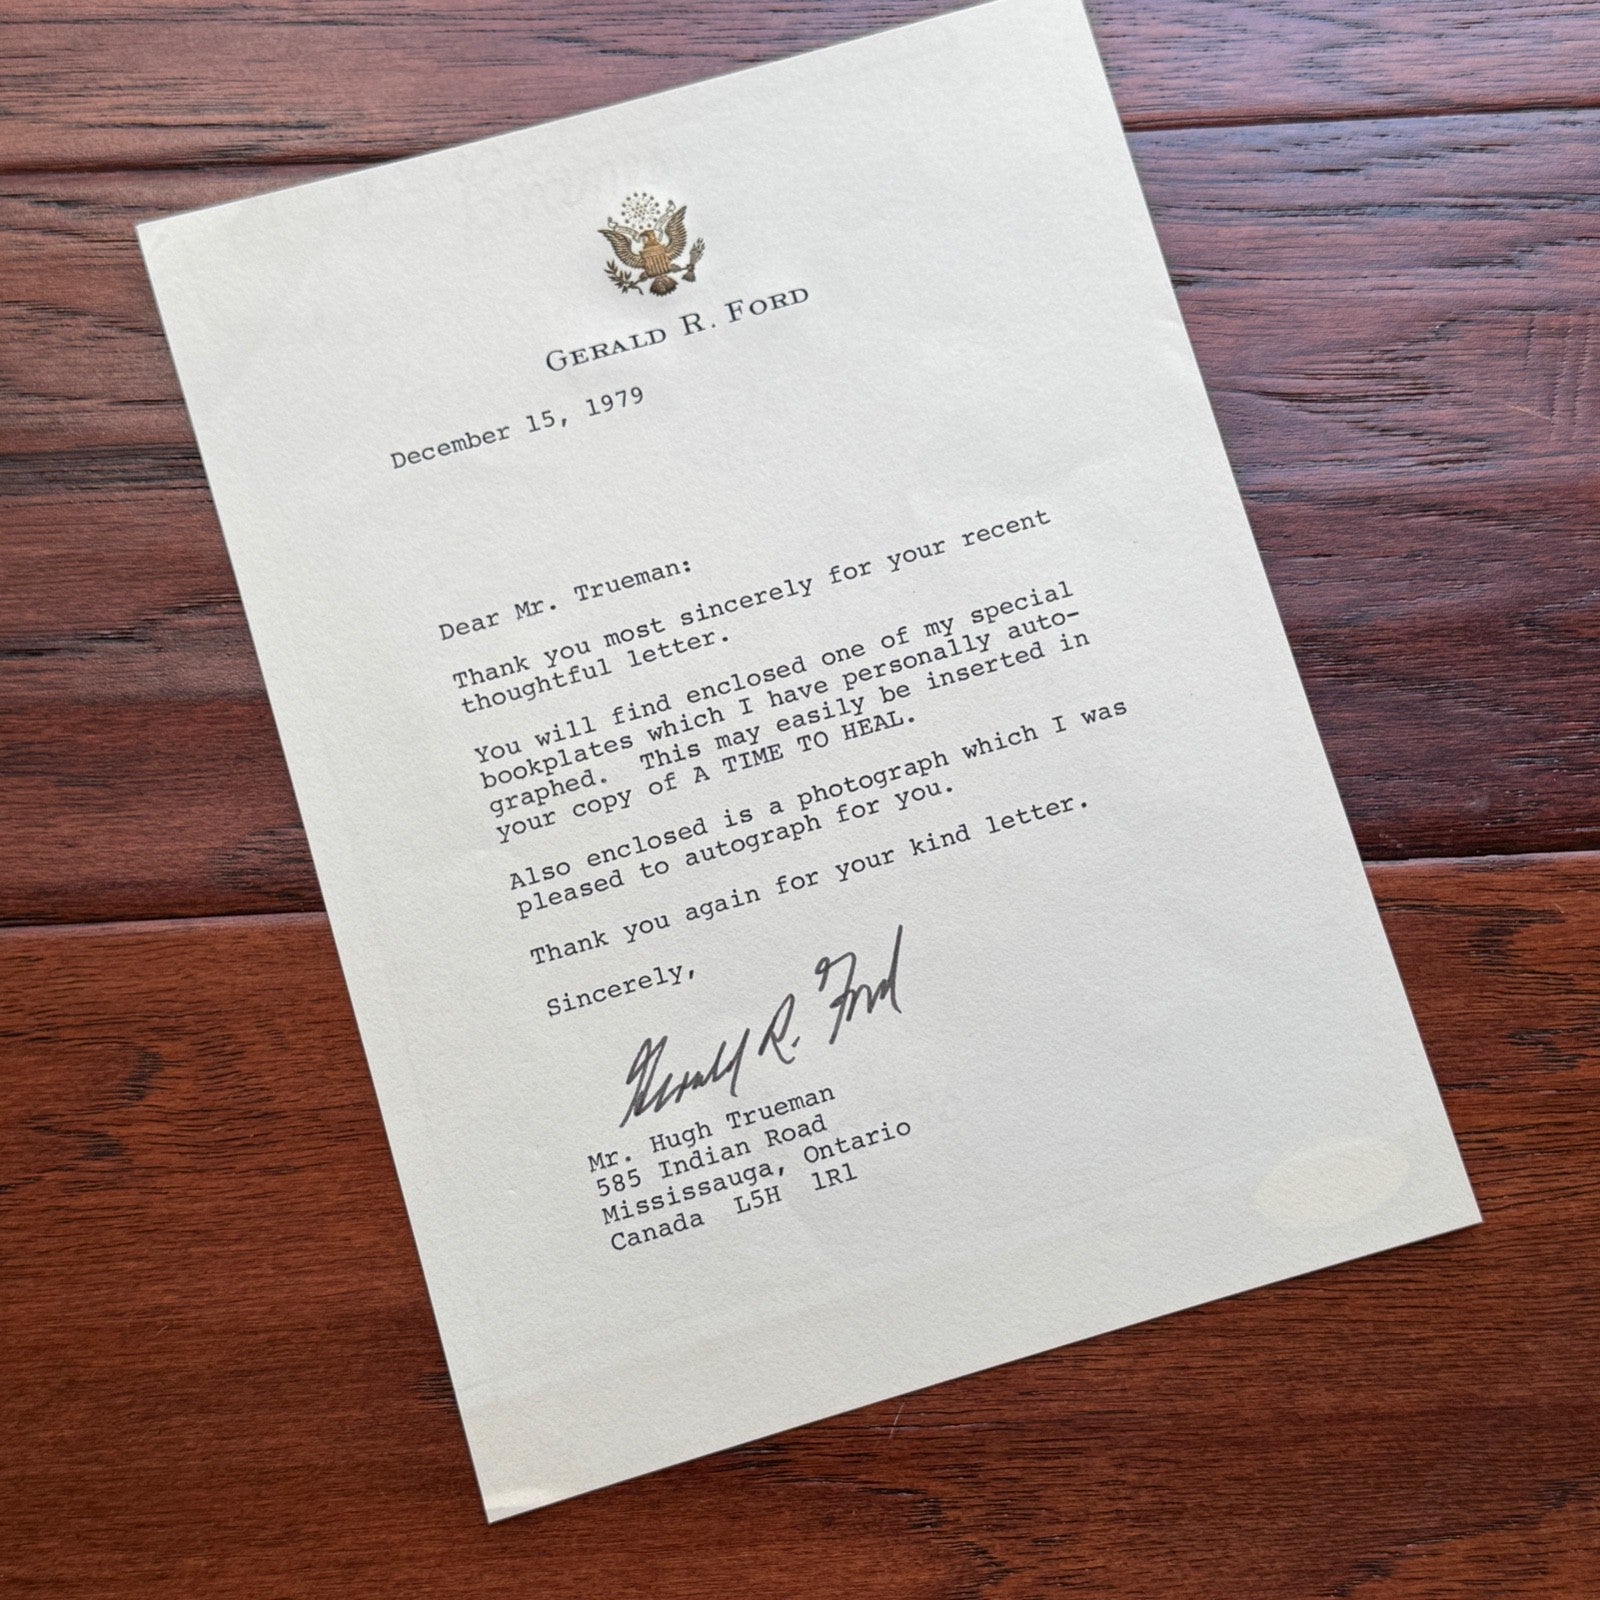 GERALD R. FORD
December 15, 1979
Dear Mr. Trueman:
Thank you most sincerely for your recent
thoughtful letter.
You will find enclosed one of my special
bookplates which I have personally auto-
graphed.  This may easily be inserted in
your copy of A TIME TO HEAL.
Also enclosed is a photograph which I was
pleased to autograph for you.
Thank you again for your kind letter.
Sincerely,
Gerald R. Ford
Mr. Hugh Trueman
585 Indian Road
Mississauga, Ontario
Canada  L5H  1R1